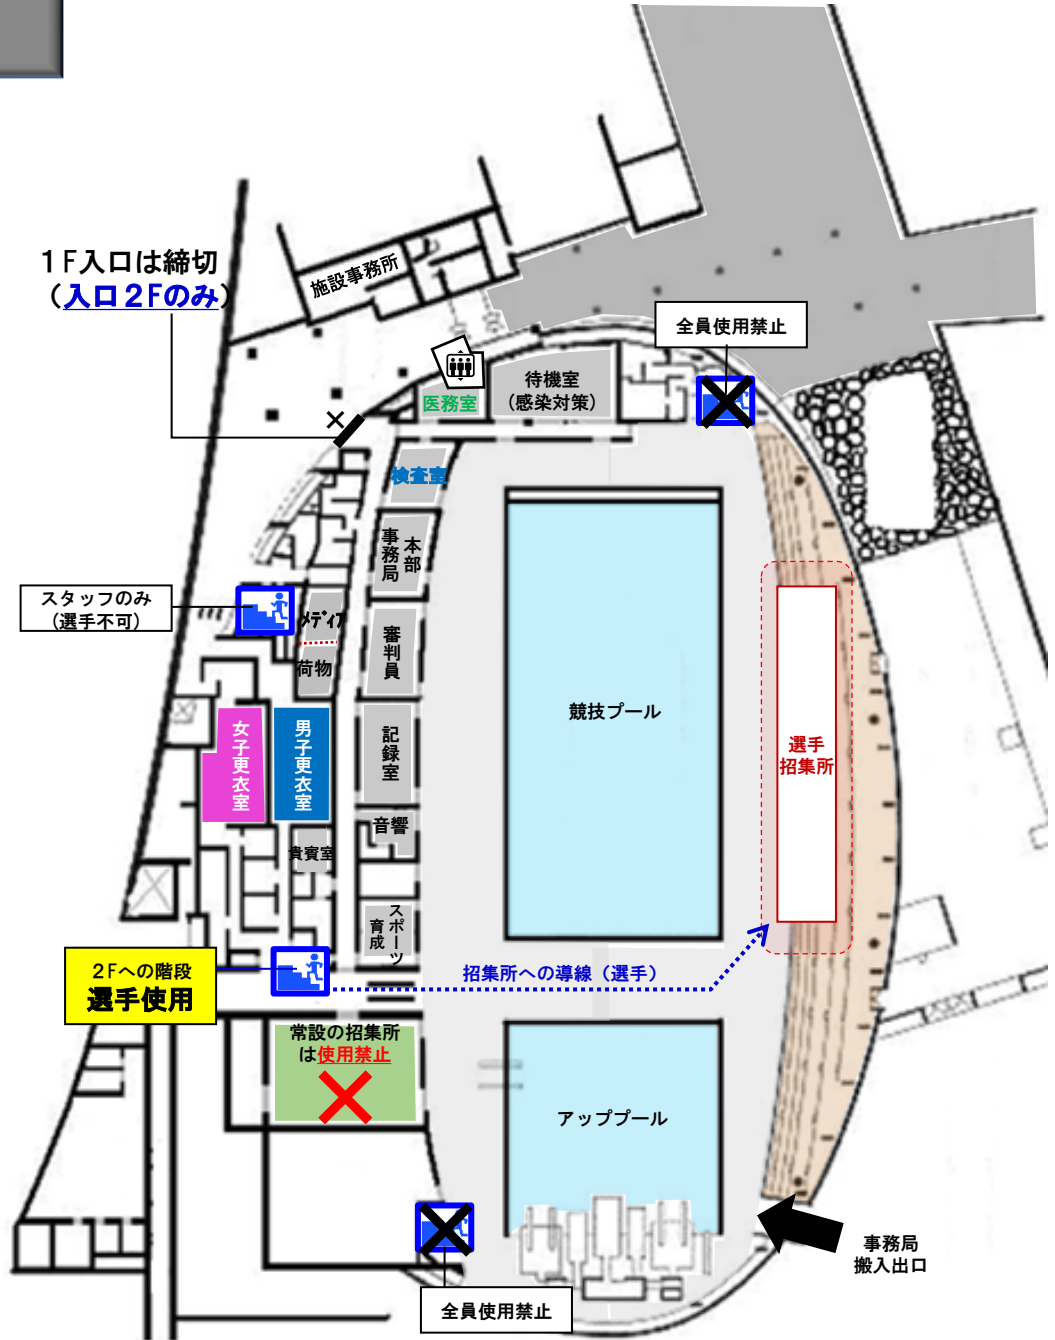 １F入口は締切
（入口２Fのみ）
施設事務所
全員使用禁止
待機室
（感染対策）
医務室
検査室
本部
事務局
スタッフのみ
（選手不可）
メディア
荷物
審判員
女子更衣室
男子更衣室
記録室
競技プール
選手
招集所
音響
貴賓室
スポーツ
育成
２Fへの階段
選手使用
招集所への導線（選手）
常設の招集所
は使用禁止
アッププール
事務局
搬入出口
全員使用禁止